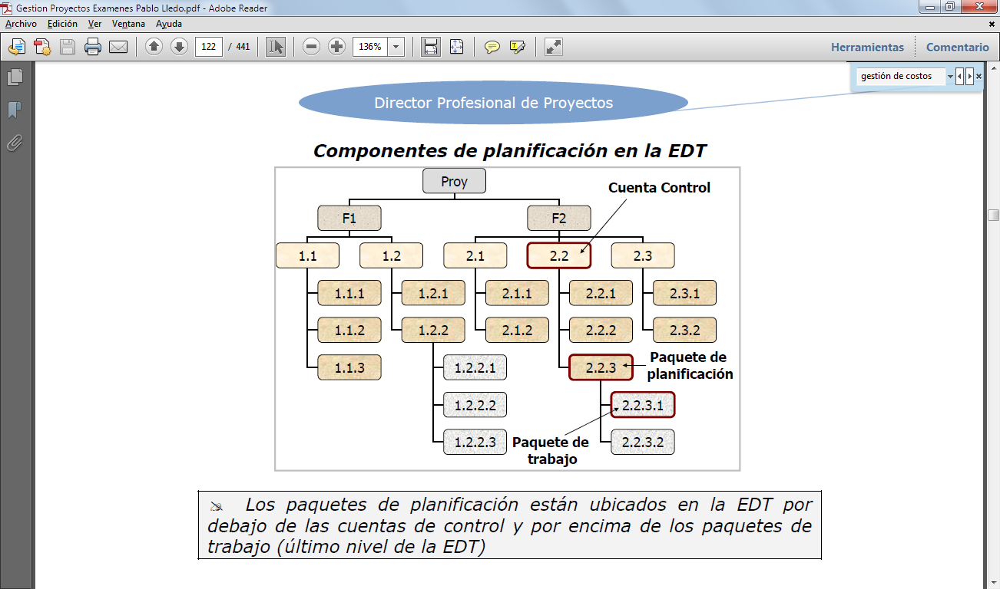 Gestion Proyectos Examenes Pablo Lledo.pdf - Adobe Reader
Archivo Edición Ver Ventana Ayuda
122 / 441 136% Herramientas Comentario
gestión de costos
Director Profesional de Proyectos
Componentes de planificación en la EDT
Proy
Cuenta Control
F1 F2
1.1 1.2 2.1 2.2 2.3
1.1.1 1.2.1 2.1.1 2.2.1 2.3.1
1.1.2 1.2.2 2.1.2 2.2.2 2.3.2
1.1.3 1.2.2.1 2.2.3
Paquete de
planificación
1.2.2.2 2.2.3.1
1.2.2.3 2.2.3.2
Paquete de
trabajo
Los paquetes de planificación están ubicados en la EDT por
debajo de las cuentas de control y por encima de los paquetes de
trabajo (último nivel de la EDT)